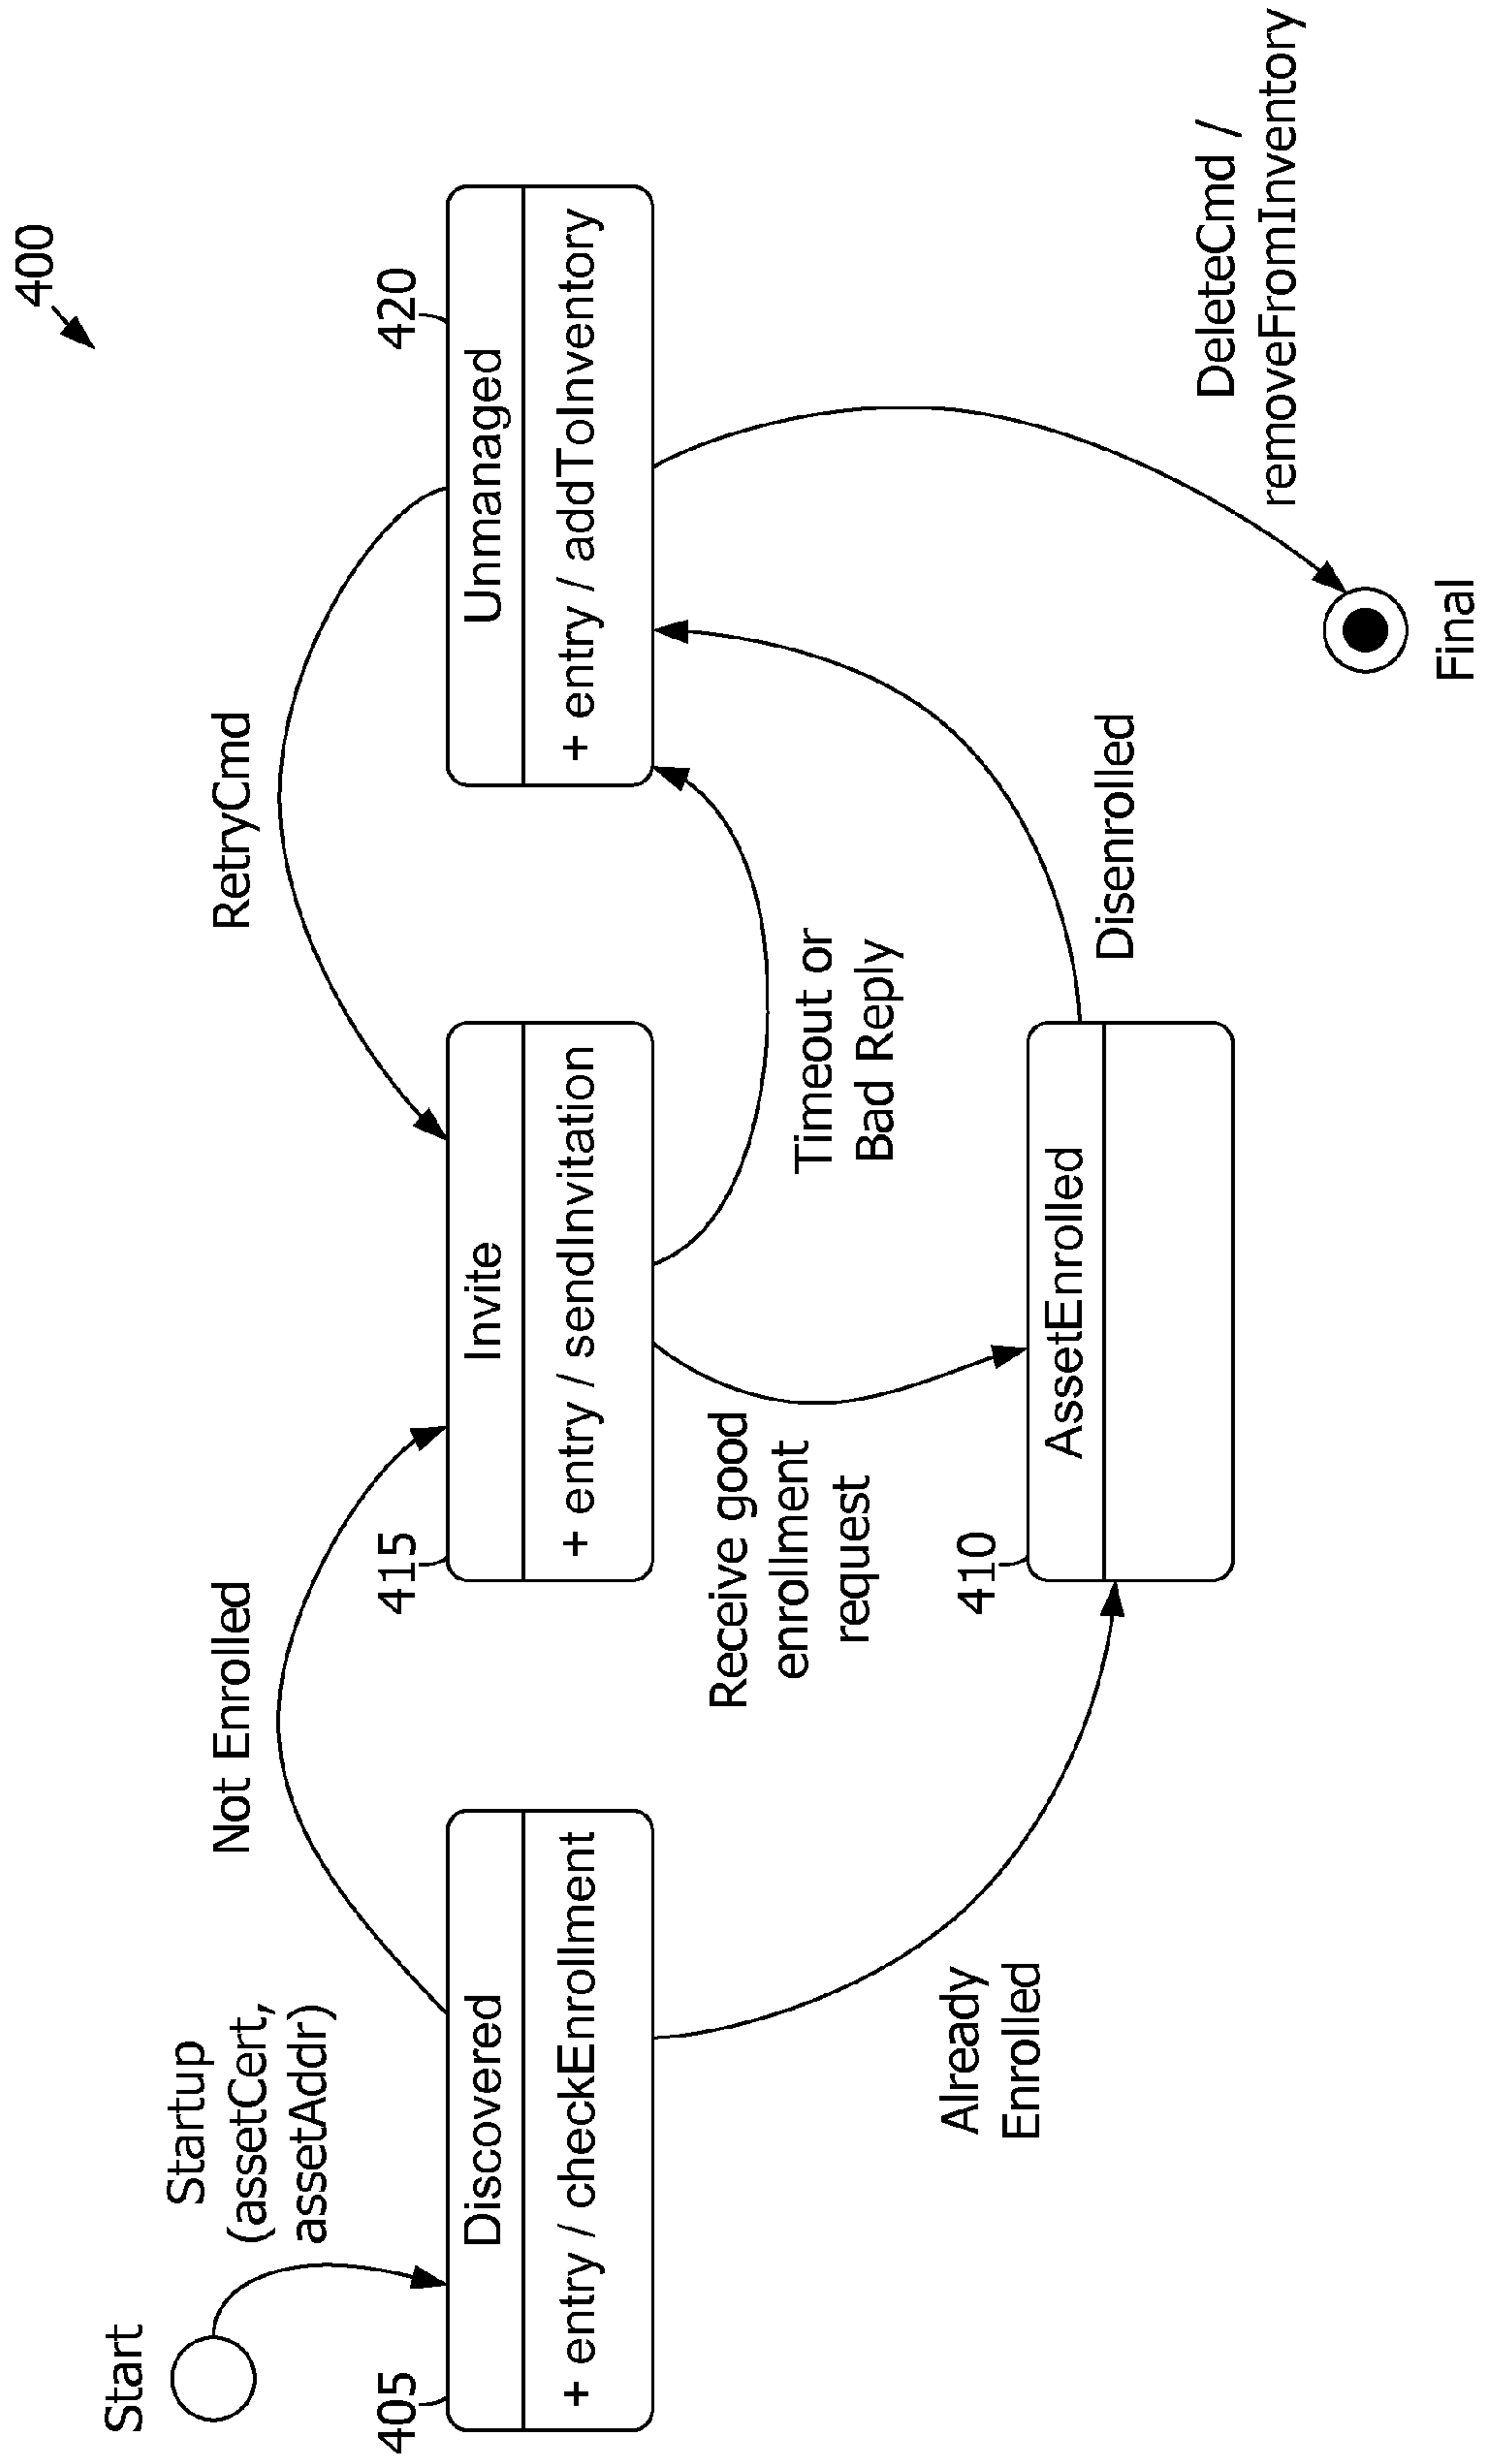 400
Start
Startup
(assetCert,
assetAddr)
Not Enrolled
RetryCmd
405
Discovered
+ entry / checkEnrollment
415
Invite
+ entry / sendInvitation
420
Unmanaged
+ entry / addToInventory
Receive good
enrollment
request
Timeout or
Bad Reply
Already
Enrolled
410
AssetEnrolled
Disenrolled
DeleteCmd /
removeFromInventory
Final